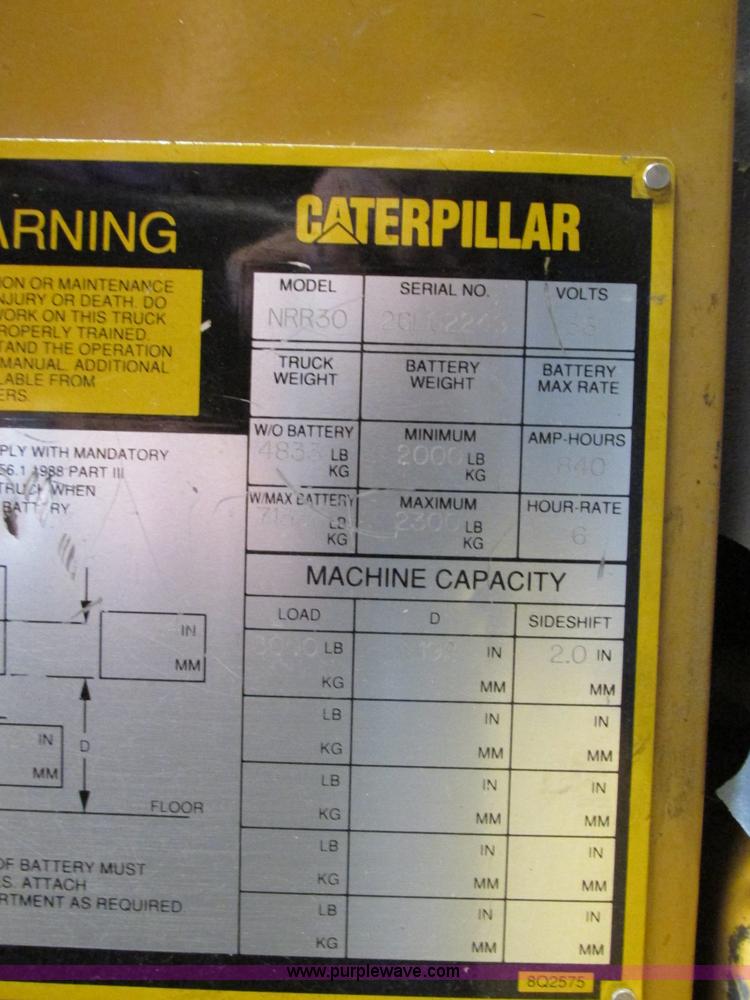 ARNING
ION OR MAINTENANCE
NJURY OR DEATH. DO
WORK ON THIS TRUCK
ROPERLY TRAINED.
TAND THE OPERATION
MANUAL. ADDITIONAL
LABLE FROM
ERS.
CATERPILLAR
MODEL SERIAL NO. VOLTS
NRR30
TRUCK WEIGHT BATTERY WEIGHT BATTERY MAX RATE
W/O BATTERY MINIMUM AMP-HOURS
4833 LB 2000 LB 840
KG KG
W/MAX BATTERY MAXIMUM HOUR-RATE
LB 2300 LB 6
KG KG
MACHINE CAPACITY
LOAD D SIDESHIFT
LB IN 2.0 IN
KG MM MM
LB IN IN
KG MM MM
LB IN IN
KG MM MM
LB IN IN
KG MM MM
LB IN IN
KG MM MM
PLY WITH MANDATORY
56.1 1988 PART III
TRUCK WHEN
BATTERY
IN
MM
IN
MM
D
FLOOR
OF BATTERY MUST
S. ATTACH
RTMENT AS REQUIRED
8Q2575
www.purplewave.com